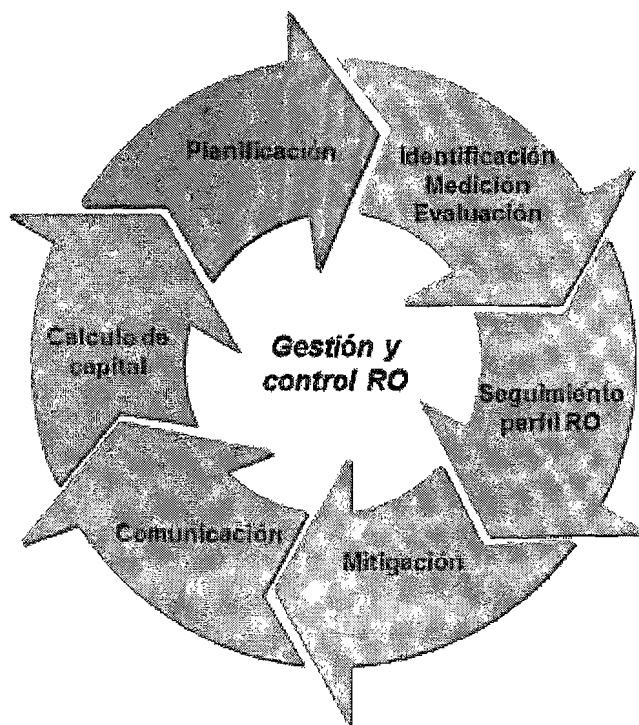 Planificación
Identificación
Medición
Evaluación
Seguimiento
perfil RO
Mitigación
Comunicación
Calculo de
capital
Gestión y
control RO